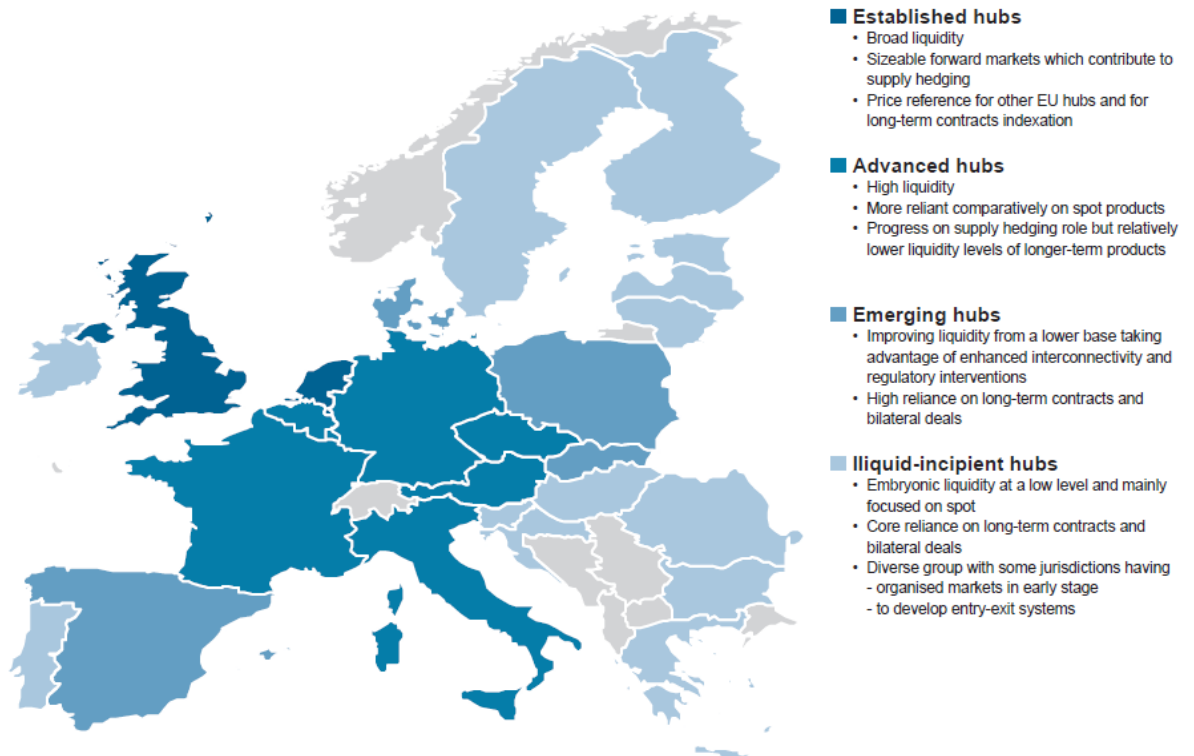 Established hubs
• Broad liquidity
• Sizeable forward markets which contribute to
supply hedging
• Price reference for other EU hubs and for
long-term contracts indexation
Advanced hubs
• High liquidity
• More reliant comparatively on spot products
• Progress on supply hedging role but relatively
lower liquidity levels of longer-term products
Emerging hubs
• Improving liquidity from a lower base taking
advantage of enhanced interconnectivity and
regulatory interventions
• High reliance on long-term contracts and
bilateral deals
Iliquid-incipient hubs
• Embryonic liquidity at a low level and mainly
focused on spot
• Core reliance on long-term contracts and
bilateral deals
• Diverse group with some jurisdictions having
- organised markets in early stage
- to develop entry-exit systems